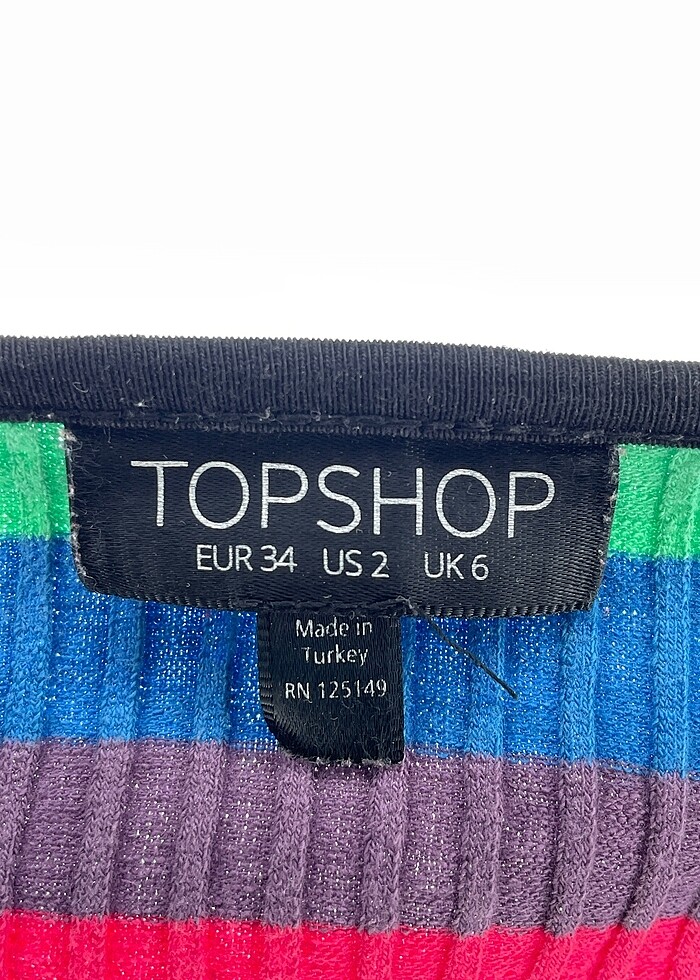 TOPSHOP
EUR 34 US 2 UK 6
Made in
Turkey
RN 125149